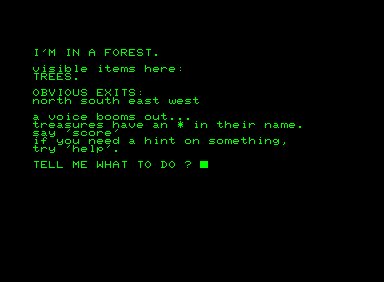 I'M IN A FOREST.
visible items here:
TREES.
OBVIOUS EXITS:
north south east west
a voice booms out...
treasures have an * in their name.
say 'score'
if you need a hint on something,
try 'help'.
TELL ME WHAT TO DO ?